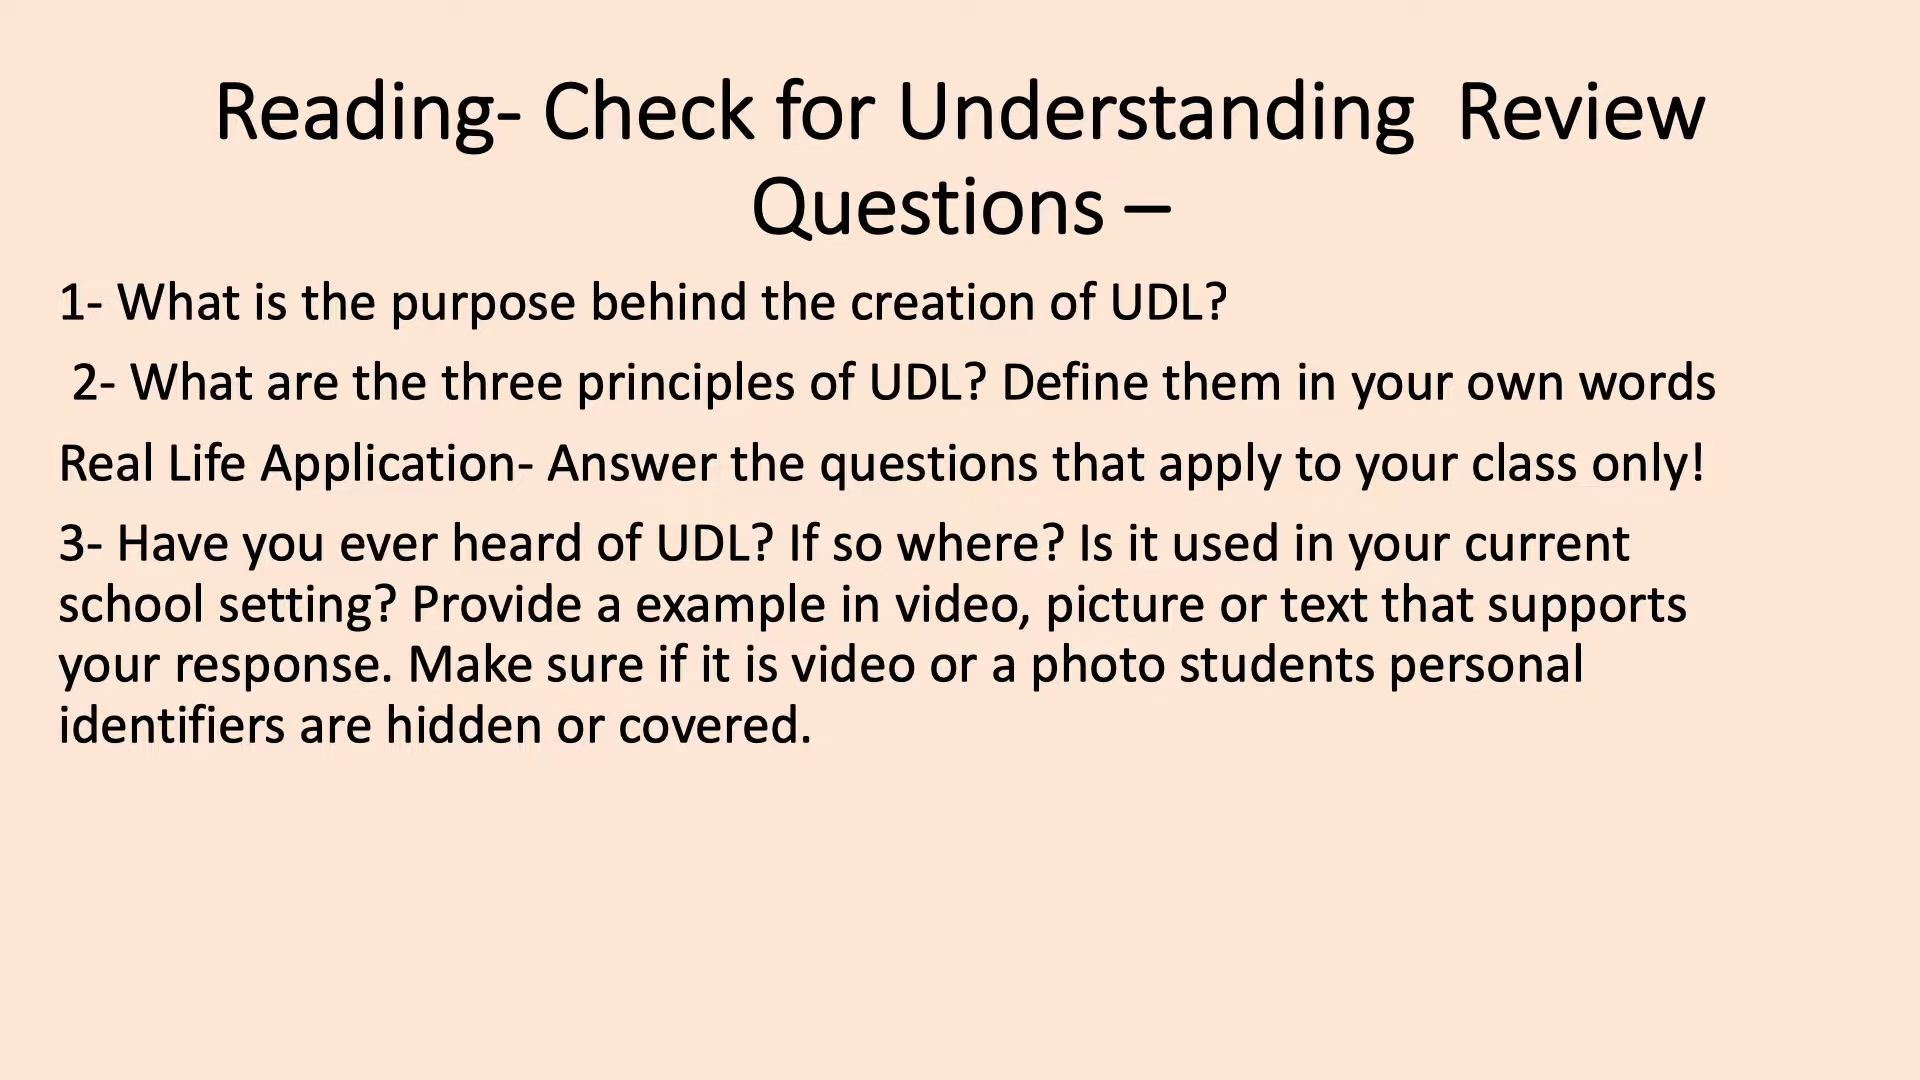 Reading- Check for Understanding  Review
Questions –
1- What is the purpose behind the creation of UDL?
2- What are the three principles of UDL? Define them in your own words
Real Life Application- Answer the questions that apply to your class only!
3- Have you ever heard of UDL? If so where? Is it used in your current
school setting? Provide a example in video, picture or text that supports
your response. Make sure if it is video or a photo students personal
identifiers are hidden or covered.